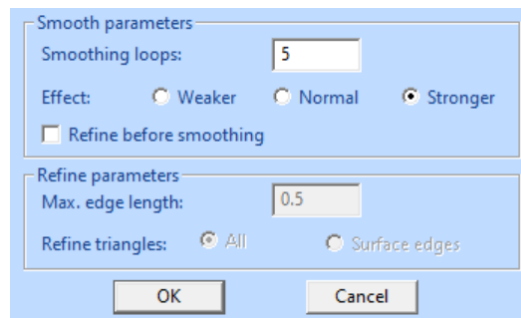 Smooth parameters
Smoothing loops: 5
Effect: Weaker Normal Stronger
Refine before smoothing
Refine parameters
Max. edge length: 0.5
Refine triangles: All Surface edges
OK Cancel